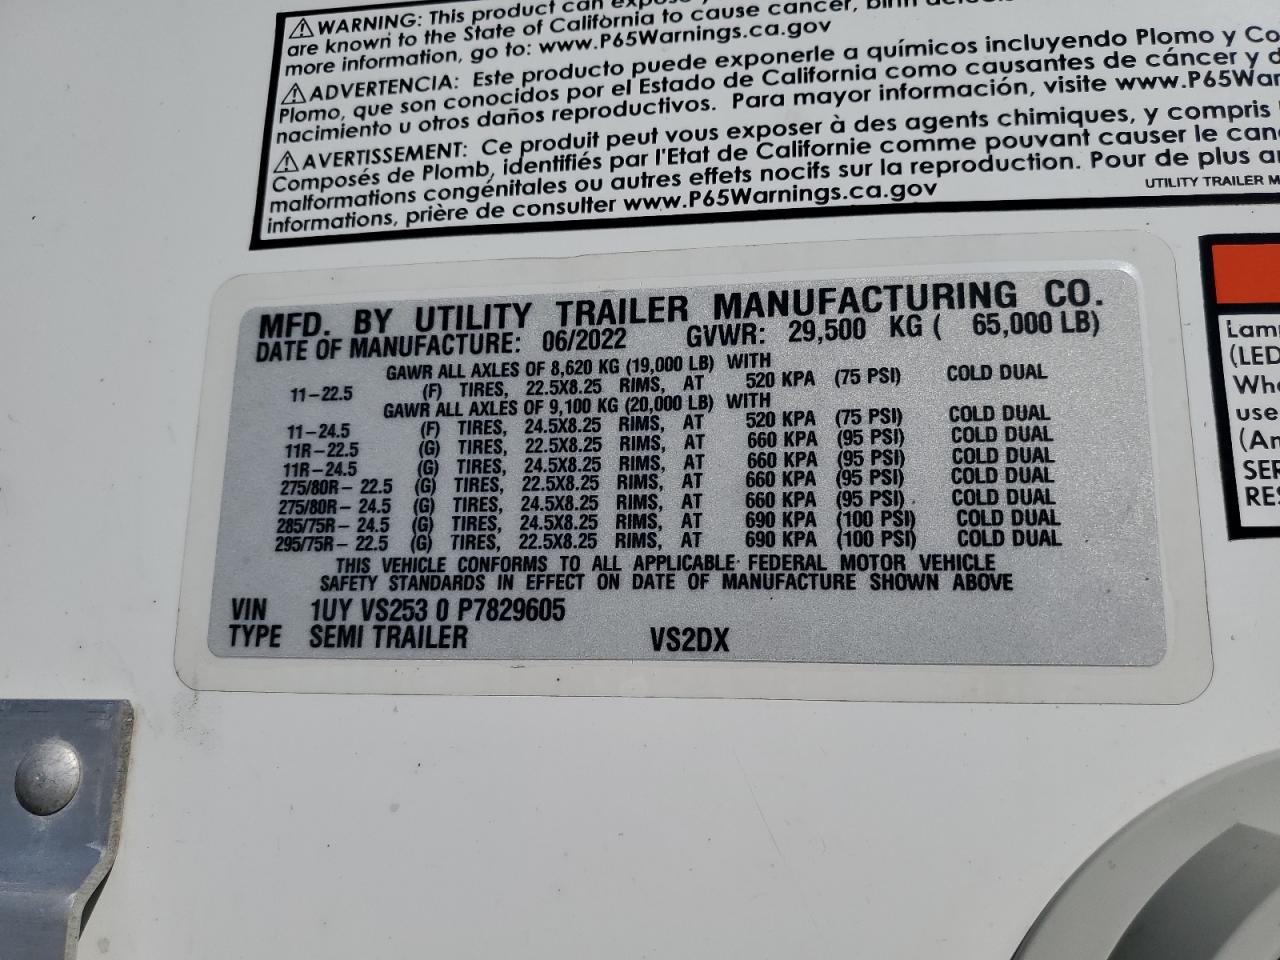 ⚠WARNING: This product can
are known to the State of California to cause cancer,
more information, go to: www.P65Warnings.ca.gov
⚠ADVERTENCIA: Este producto puede exponerle a químicos incluyendo Plomo y Co
Plomo, que son conocidos por el Estado de California como causantes de cáncer y d
nacimiento u otros daños reproductivos. Para mayor información, visite www.P65War
⚠AVERTISSEMENT: Ce produit peut vous exposer à des agents chimiques, y compris
Composés de Plomb, identifiés par l'Etat de Californie comme pouvant causer le can
malformations congénitales ou autres effets nocifs sur la reproduction. Pour de plus a
informations, prière de consulter www.P65Warnings.ca.gov
UTILITY TRAILER M
MFD. BY UTILITY TRAILER MANUFACTURING CO.
DATE OF MANUFACTURE: 06/2022 GVWR: 29,500 KG ( 65,000 LB)
GAWR ALL AXLES OF 8,620 KG (19,000 LB) WITH
11-22.5 (F) TIRES, 22.5X8.25 RIMS, AT 520 KPA (75 PSI) COLD DUAL
GAWR ALL AXLES OF 9,100 KG (20,000 LB) WITH
11-24.5 (F) TIRES, 24.5X8.25 RIMS, AT 520 KPA (75 PSI) COLD DUAL
11R-22.5 (G) TIRES, 22.5X8.25 RIMS, AT 660 KPA (95 PSI) COLD DUAL
11R-24.5 (G) TIRES, 24.5X8.25 RIMS, AT 660 KPA (95 PSI) COLD DUAL
275/80R- 22.5 (G) TIRES, 22.5X8.25 RIMS, AT 660 KPA (95 PSI) COLD DUAL
275/80R- 24.5 (G) TIRES, 24.5X8.25 RIMS, AT 660 KPA (95 PSI) COLD DUAL
285/75R- 24.5 (G) TIRES, 24.5X8.25 RIMS, AT 690 KPA (100 PSI) COLD DUAL
295/75R- 22.5 (G) TIRES, 22.5X8.25 RIMS, AT 690 KPA (100 PSI) COLD DUAL
THIS VEHICLE CONFORMS TO ALL APPLICABLE FEDERAL MOTOR VEHICLE
SAFETY STANDARDS IN EFFECT ON DATE OF MANUFACTURE SHOWN ABOVE
VIN 1UY VS253 0 P7829605
TYPE SEMI TRAILER VS2DX
Lam
(LED
Whe
use
(An
SER
RES